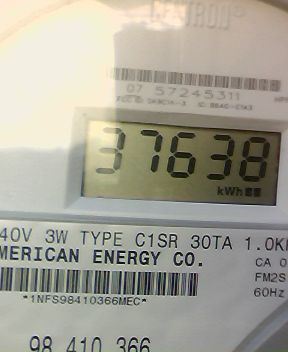 CENTRON®
07 57245311
37638
kWh
40V 3W TYPE C1SR 30TA 1.0K
MERICAN ENERGY CO.
CA 0
FM2S
60Hz
*1NFS98410366MEC*
98 410 366